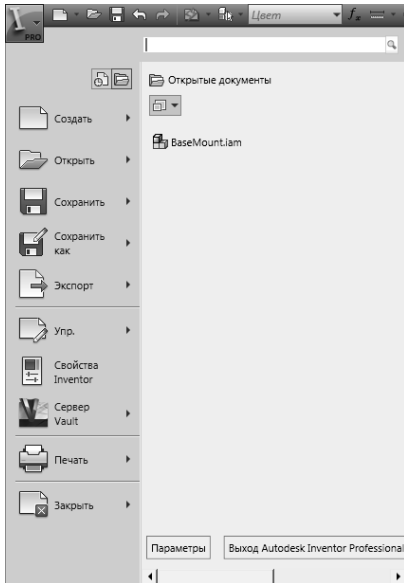 PRO
Цвет
fx
Открытые документы
BaseMount.iam
Создать
Открыть
Сохранить
Сохранить
как
Экспорт
Упр.
Свойства
Inventor
Сервер
Vault
Печать
Закрыть
Параметры
Выход Autodesk Inventor Professional